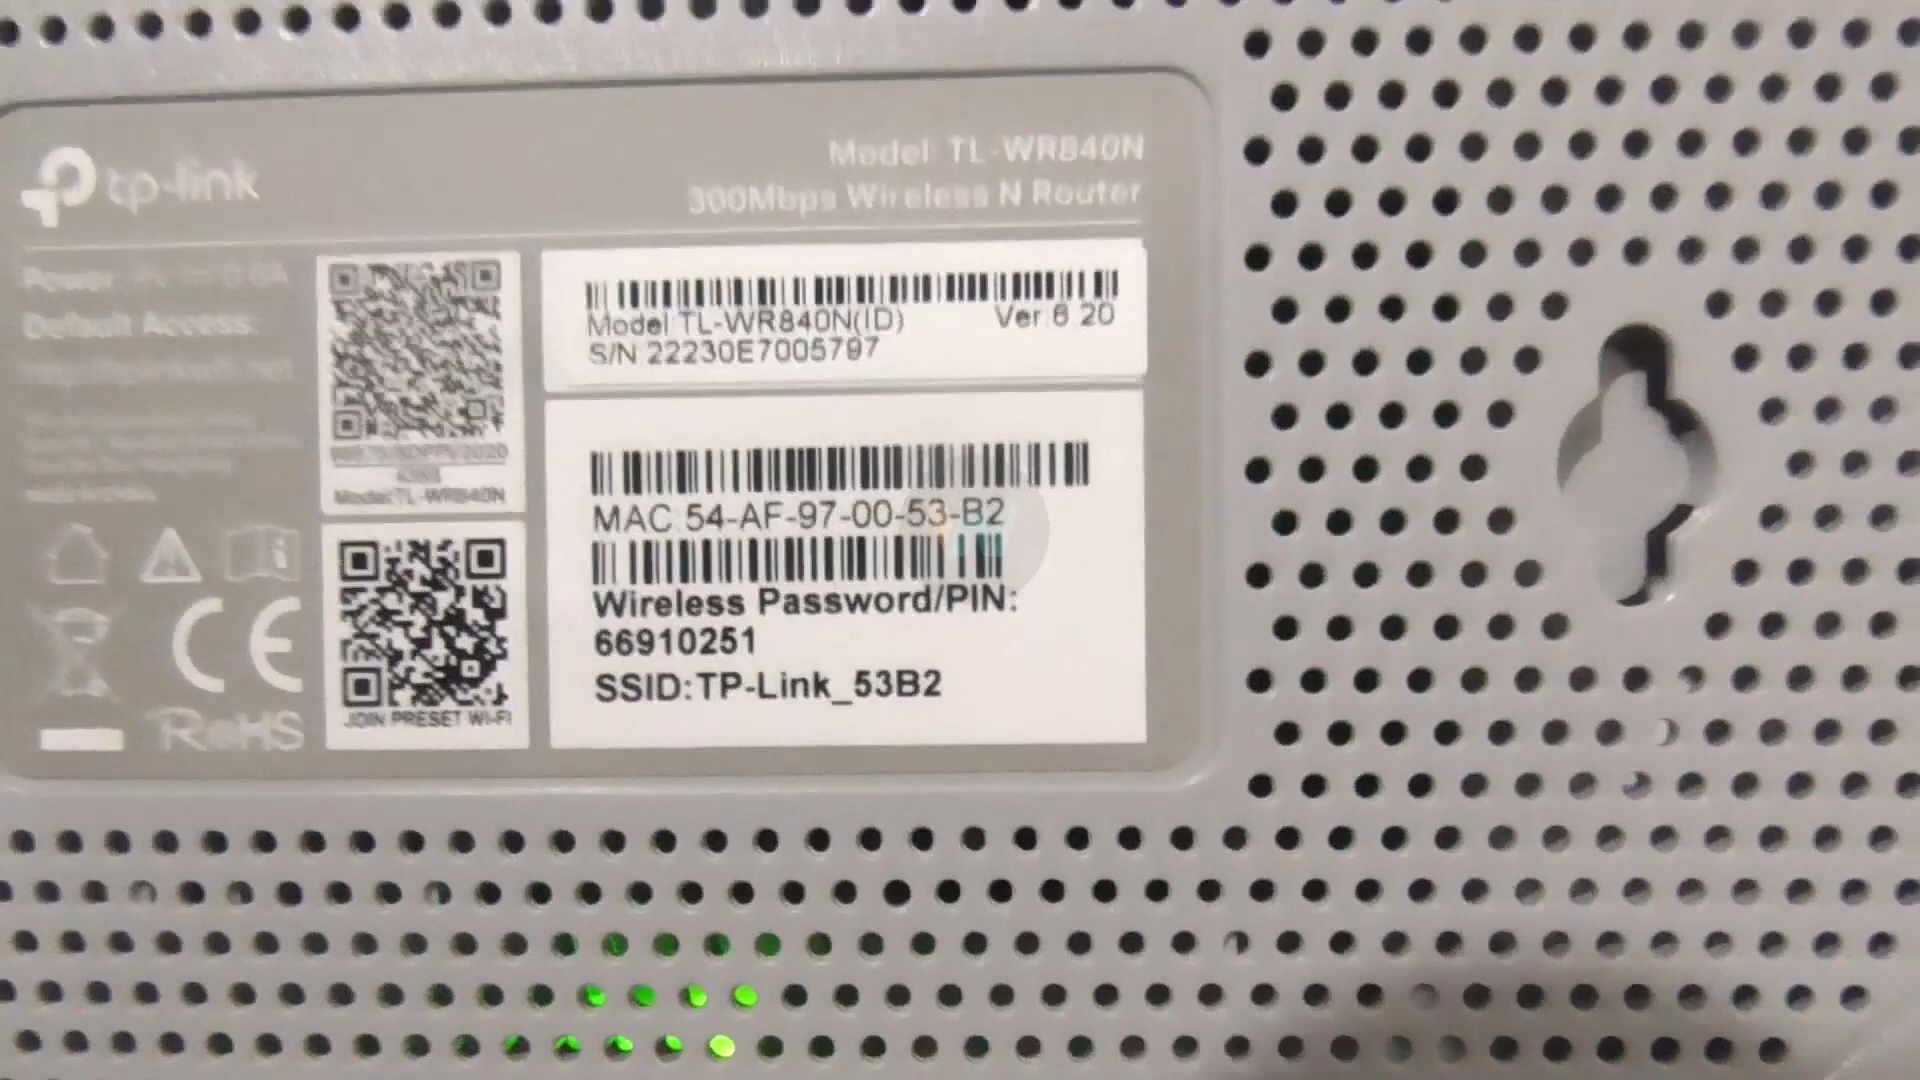 tp-link
Model: TL-WR840N
300Mbps Wireless N Router
Power:
Default Access:
Model TL-WR840N(ID) Ver 6 20
S/N 22230E7005797
Model:TL-WR840N
MAC 54-AF-97-00-53-B2
Wireless Password/PIN:
66910251
SSID:TP-Link_53B2
JOIN PRESET WI-FI
CE
RoHS